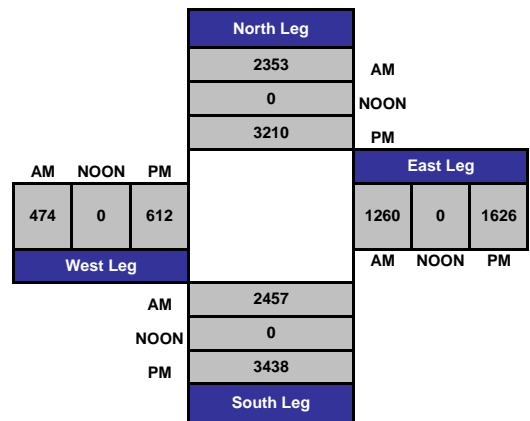 North Leg
2353 AM
0 NOON
3210 PM
AM NOON PM
East Leg
474 0 612
1260 0 1626
West Leg
AM NOON PM
AM 2457
NOON 0
PM 3438
South Leg